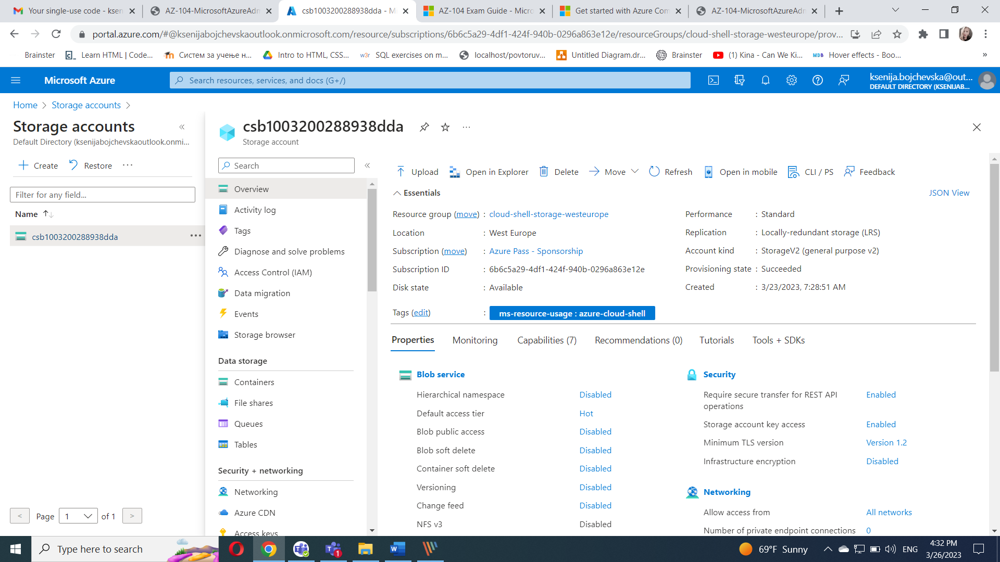 Your single-use code - ksen
AZ-104-MicrosoftAzureAdm
csb1003200288938dda - Mi
AZ-104 Exam Guide - Micro
Get started with Azure Com
AZ-104-MicrosoftAzureAdm
portal.azure.com/#@ksenijabojchevskaoutlook.onmicrosoft.com/resource/subscriptions/6b6c5a29-4df1-424f-940b-0296a863e12e/resourceGroups/cloud-shell-storage-westeurope/prov...
Brainster
Learn HTML | Code...
Систем за учење н...
Intro to HTML, CSS...
SQL exercises on m...
localhost/povtoruv...
Untitled Diagram.dr...
Brainster
(1) Kina - Can We Ki...
Hover effects - Boo...
»
Microsoft Azure
Search resources, services, and docs (G+/)
ksenija.bojchevska@out...
DEFAULT DIRECTORY (KSENIJAB...
Home > Storage accounts >
Storage accounts
Default Directory (ksenijabojchevskaoutlook.onmi...
Create
Restore
...
Filter for any field...
Name
csb1003200288938dda
...
< Page 1 of 1 >
csb1003200288938dda
...
Storage account
Search
Overview
Activity log
Tags
Diagnose and solve problems
Access Control (IAM)
Data migration
Events
Storage browser
Data storage
Containers
File shares
Queues
Tables
Security + networking
Networking
Azure CDN
Access keys
Upload
Open in Explorer
Delete
Move
Refresh
Open in mobile
CLI / PS
Feedback
Essentials
JSON View
Resource group (move) : cloud-shell-storage-westeurope
Location : West Europe
Subscription (move) : Azure Pass - Sponsorship
Subscription ID : 6b6c5a29-4df1-424f-940b-0296a863e12e
Disk state : Available
Performance : Standard
Replication : Locally-redundant storage (LRS)
Account kind : StorageV2 (general purpose v2)
Provisioning state : Succeeded
Created : 3/23/2023, 7:28:51 AM
Tags (edit) : ms-resource-usage : azure-cloud-shell
Properties
Monitoring
Capabilities (7)
Recommendations (0)
Tutorials
Tools + SDKs
Blob service
Hierarchical namespace Disabled
Default access tier Hot
Blob public access Disabled
Blob soft delete Disabled
Container soft delete Disabled
Versioning Disabled
Change feed Disabled
NFS v3 Disabled
Security
Require secure transfer for REST API Enabled
operations
Storage account key access Enabled
Minimum TLS version Version 1.2
Infrastructure encryption Disabled
Networking
Allow access from All networks
Number of private endpoint connections 0
Type here to search
1
69°F Sunny
ENG
4:32 PM
3/26/2023